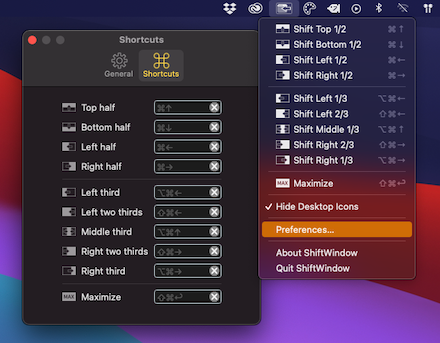 Shortcuts
General
Shortcuts
Top half ⌘↑
Bottom half ⌘↓
Left half ⌘←
Right half ⌘→
Left third ⌥⌘←
Left two thirds ⇧⌘←
Middle third ⌥⌘↑
Right two thirds ⇧⌘→
Right third ⌥⌘→
MAX Maximize ⇧⌘⏎
Shift Top 1/2 ⌘↑
Shift Bottom 1/2 ⌘↓
Shift Left 1/2 ⌘←
Shift Right 1/2 ⌘→
Shift Left 1/3 ⌥⌘←
Shift Left 2/3 ⇧⌘←
Shift Middle 1/3 ⌥⌘↑
Shift Right 2/3 ⇧⌘→
Shift Right 1/3 ⌥⌘→
MAX Maximize ⇧⌘⏎
✓ Hide Desktop Icons
Preferences...
About ShiftWindow
Quit ShiftWindow